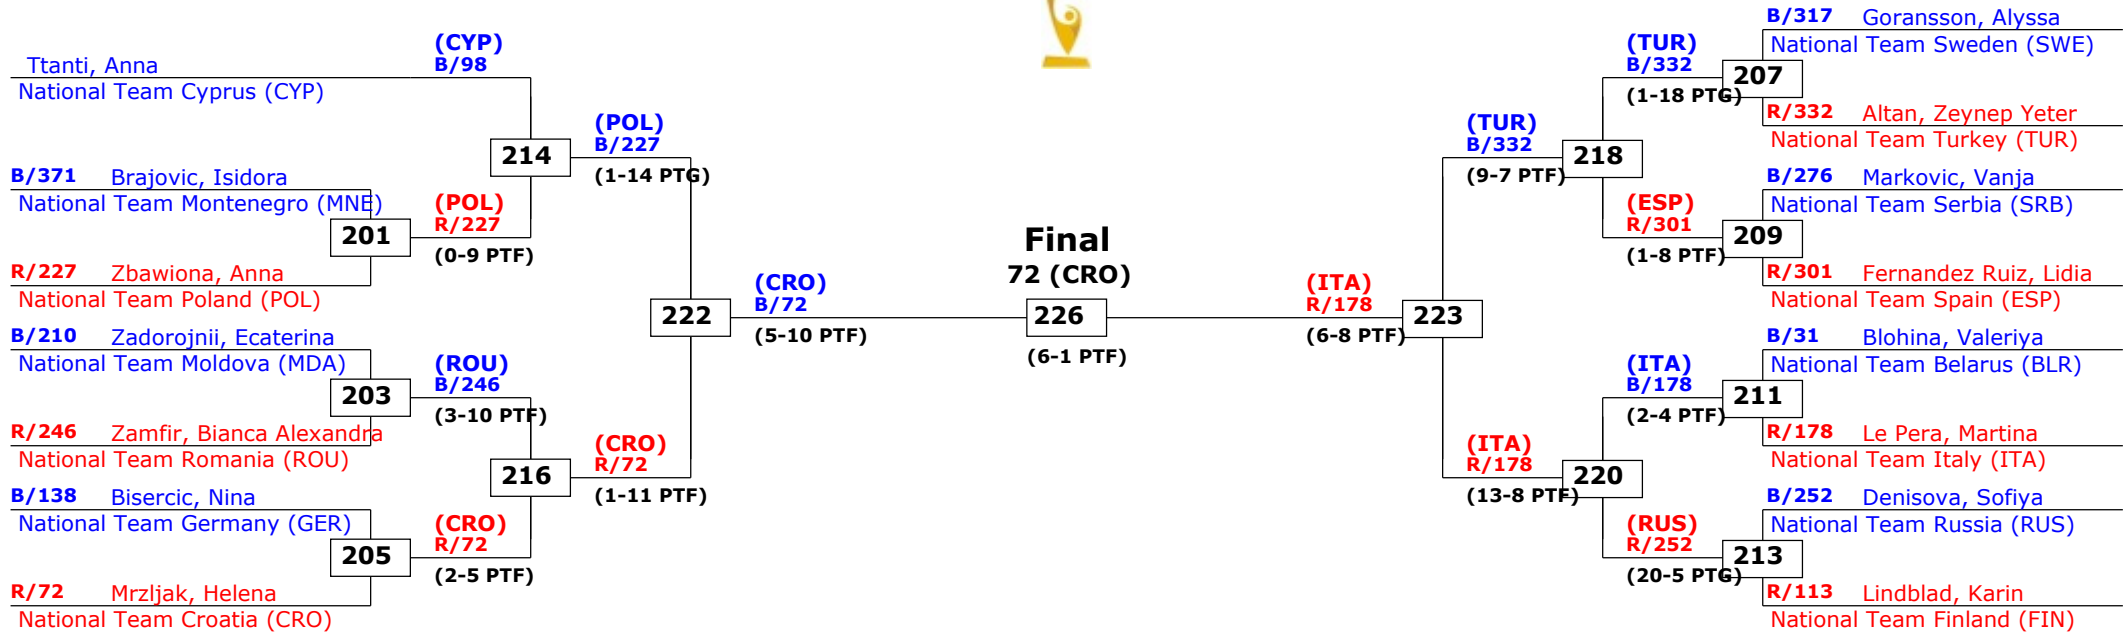 Ttanti, Anna
National Team Cyprus (CYP)
(CYP)
B/98
B/371 Brajovic, Isidora
National Team Montenegro (MNE)
201
R/227 Zbawiona, Anna
National Team Poland (POL)
(POL)
R/227
(0-9 PTF)
214
(POL)
B/227
(1-14 PTG)
B/210 Zadorojnii, Ecaterina
National Team Moldova (MDA)
203
R/246 Zamfir, Bianca Alexandra
National Team Romania (ROU)
(ROU)
B/246
(3-10 PTF)
B/138 Bisercic, Nina
National Team Germany (GER)
205
R/72 Mrzljak, Helena
National Team Croatia (CRO)
(CRO)
R/72
(2-5 PTF)
216
(CRO)
R/72
(1-11 PTF)
222
(CRO)
B/72
(5-10 PTF)
Final
72 (CRO)
226
(6-1 PTF)
(ITA)
R/178
(6-8 PTF)
223
(TUR)
B/332
(9-7 PTF)
218
(TUR)
B/332
(1-18 PTG)
207
B/317 Goransson, Alyssa
National Team Sweden (SWE)
R/332 Altan, Zeynep Yeter
National Team Turkey (TUR)
(ESP)
R/301
(1-8 PTF)
209
B/276 Markovic, Vanja
National Team Serbia (SRB)
R/301 Fernandez Ruiz, Lidia
National Team Spain (ESP)
(ITA)
R/178
(13-8 PTF)
220
(ITA)
B/178
(2-4 PTF)
211
B/31 Blohina, Valeriya
National Team Belarus (BLR)
R/178 Le Pera, Martina
National Team Italy (ITA)
(RUS)
R/252
(20-5 PTG)
213
B/252 Denisova, Sofiya
National Team Russia (RUS)
R/113 Lindblad, Karin
National Team Finland (FIN)